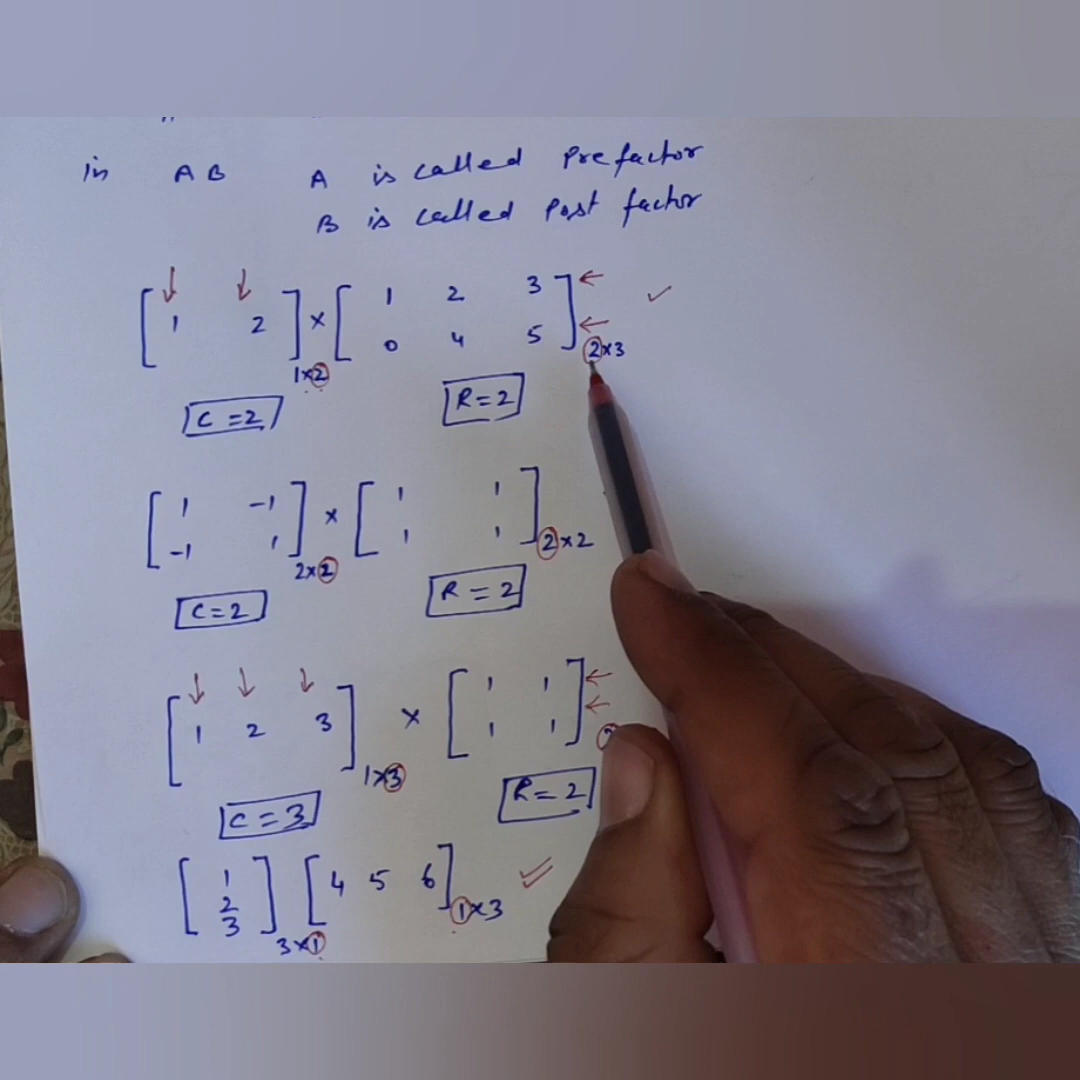 in AB A is called Prefactor
B is called Post factor
[ 1 2 ] 1×2 × [ 1 2 3
0 4 5 ] 2×3 ✓
C = 2 R = 2
[ 1 -1
-1 1 ] 2×2 × [ 1 1
1 1 ] 2×2
C = 2 R = 2
[ 1 2 3 ] 1×3 × [ 1 1
1 1 ]
C = 3 R = 2
[ 1
2
3 ] 3×1 [ 4 5 6 ] 1×3 ✓